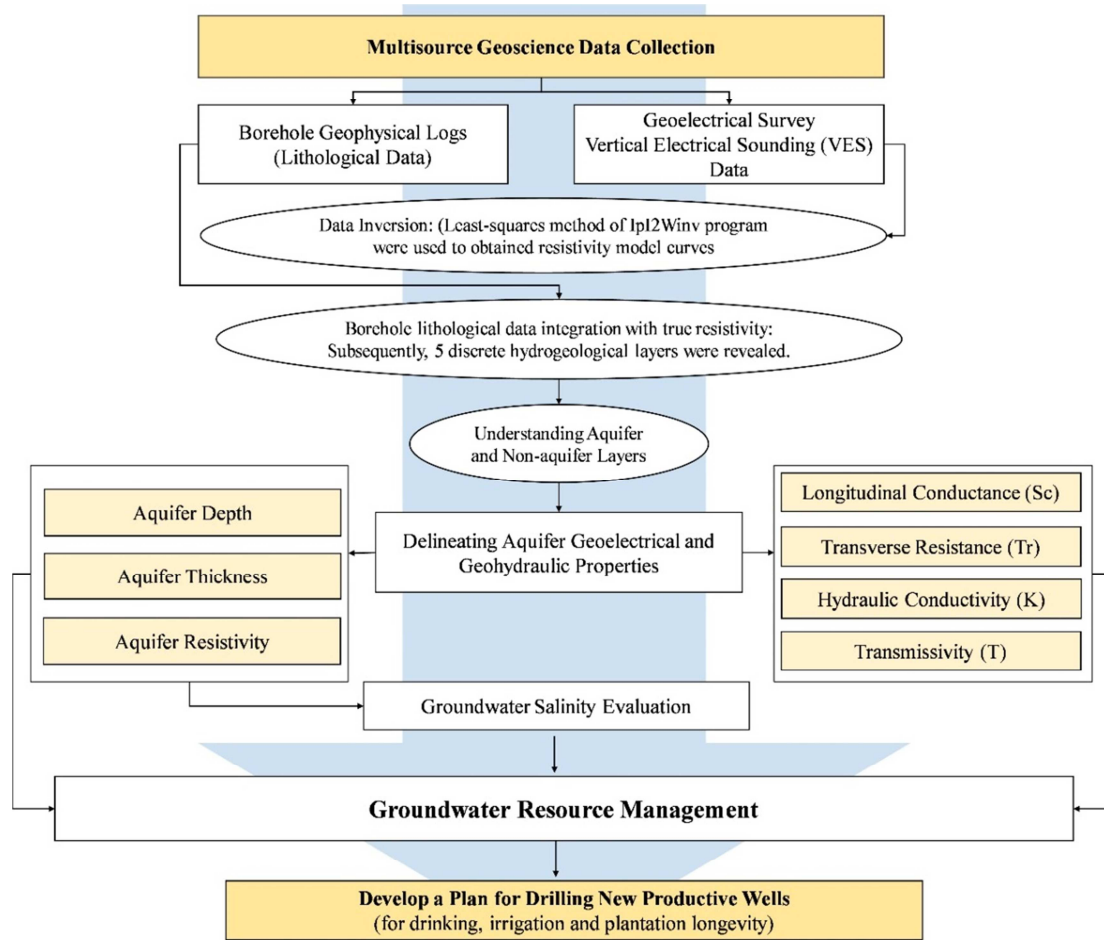 Multisource Geoscience Data Collection
Borehole Geophysical Logs
(Lithological Data)
Geoelectrical Survey
Vertical Electrical Sounding (VES)
Data
Data Inversion: (Least-squares method of IpI2Winv program
were used to obtained resistivity model curves
Borehole lithological data integration with true resistivity:
Subsequently, 5 discrete hydrogeological layers were revealed.
Understanding Aquifer
and Non-aquifer Layers
Aquifer Depth
Aquifer Thickness
Aquifer Resistivity
Delineating Aquifer Geoelectrical and
Geohydraulic Properties
Longitudinal Conductance (Sc)
Transverse Resistance (Tr)
Hydraulic Conductivity (K)
Transmissivity (T)
Groundwater Salinity Evaluation
Groundwater Resource Management
Develop a Plan for Drilling New Productive Wells
(for drinking, irrigation and plantation longevity)